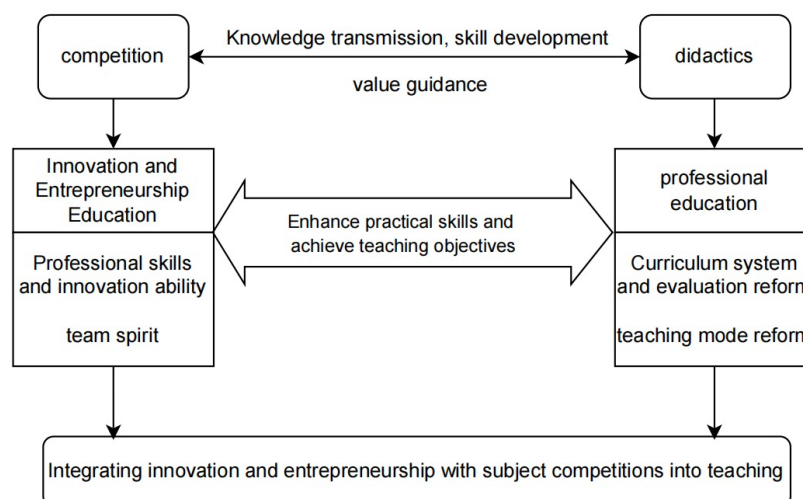 competition
Knowledge transmission, skill development
value guidance
didactics
Innovation and
Entrepreneurship
Education
Professional skills
and innovation ability
team spirit
Enhance practical skills and
achieve teaching objectives
professional
education
Curriculum system
and evaluation reform
teaching mode reform
Integrating innovation and entrepreneurship with subject competitions into teaching